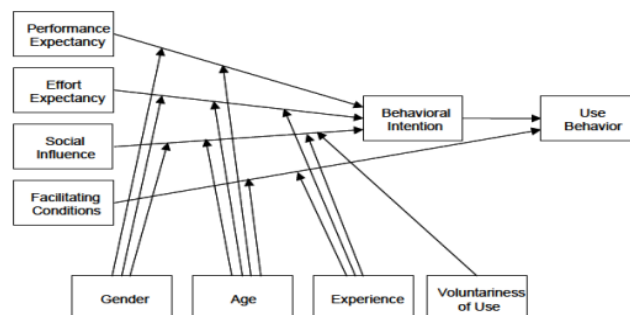 Performance
Expectancy
Effort
Expectancy
Social
Influence
Facilitating
Conditions
Behavioral
Intention
Use
Behavior
Gender
Age
Experience
Voluntariness
of Use